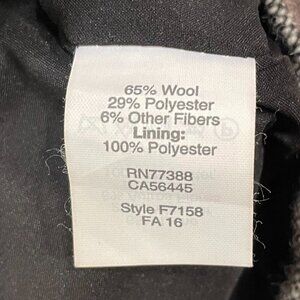 65% Wool
29% Polyester
6% Other Fibers
Lining:
100% Polyester
RN77388
CA56445
Style F7158
FA 16